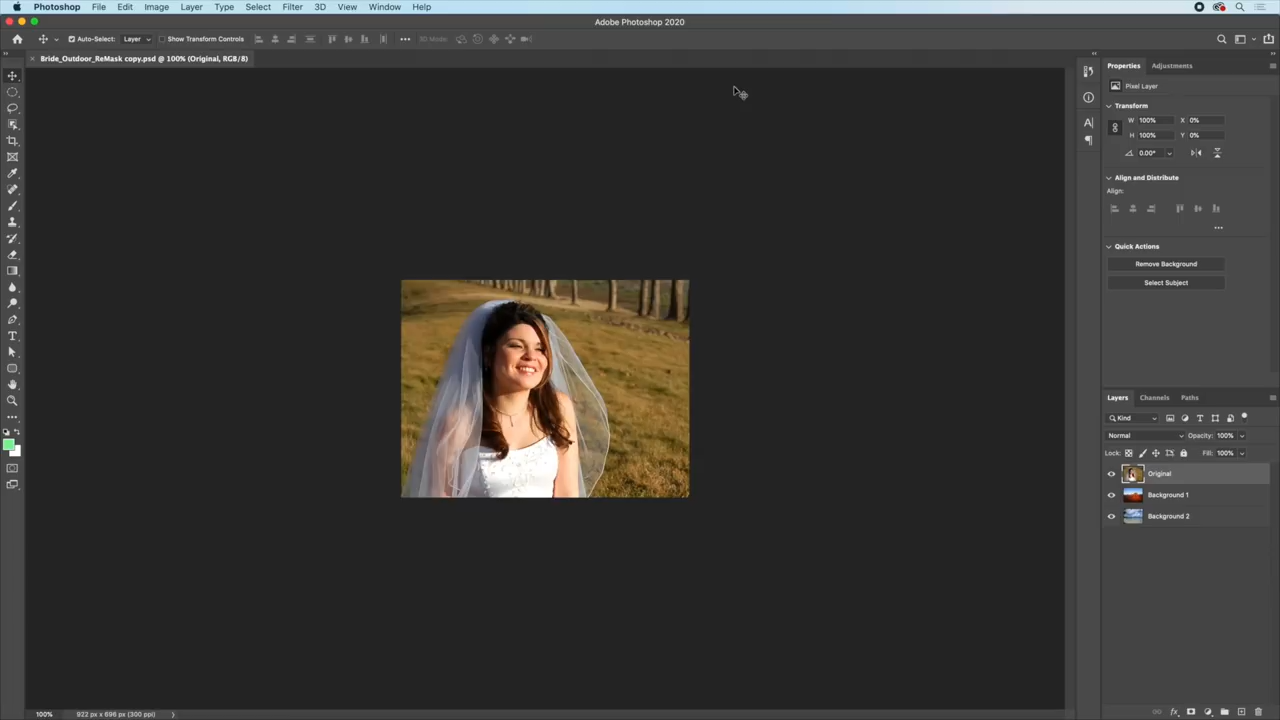 Photoshop File Edit Image Layer Type Select Filter 3D View Window Help
Adobe Photoshop 2020
Auto-Select: Layer Show Transform Controls 3D Mode:
Bride_Outdoor_ReMask copy.psd @ 100% (Original, RGB/8)
Properties Adjustments
Pixel Layer
Transform
W 100% X 0%
H 100% Y 0%
0.00°
Align and Distribute
Align:
Quick Actions
Remove Background
Select Subject
Layers Channels Paths
Kind
Normal Opacity: 100%
Lock: Fill: 100%
Original
Background 1
Background 2
100% 922 px x 696 px (300 ppi)